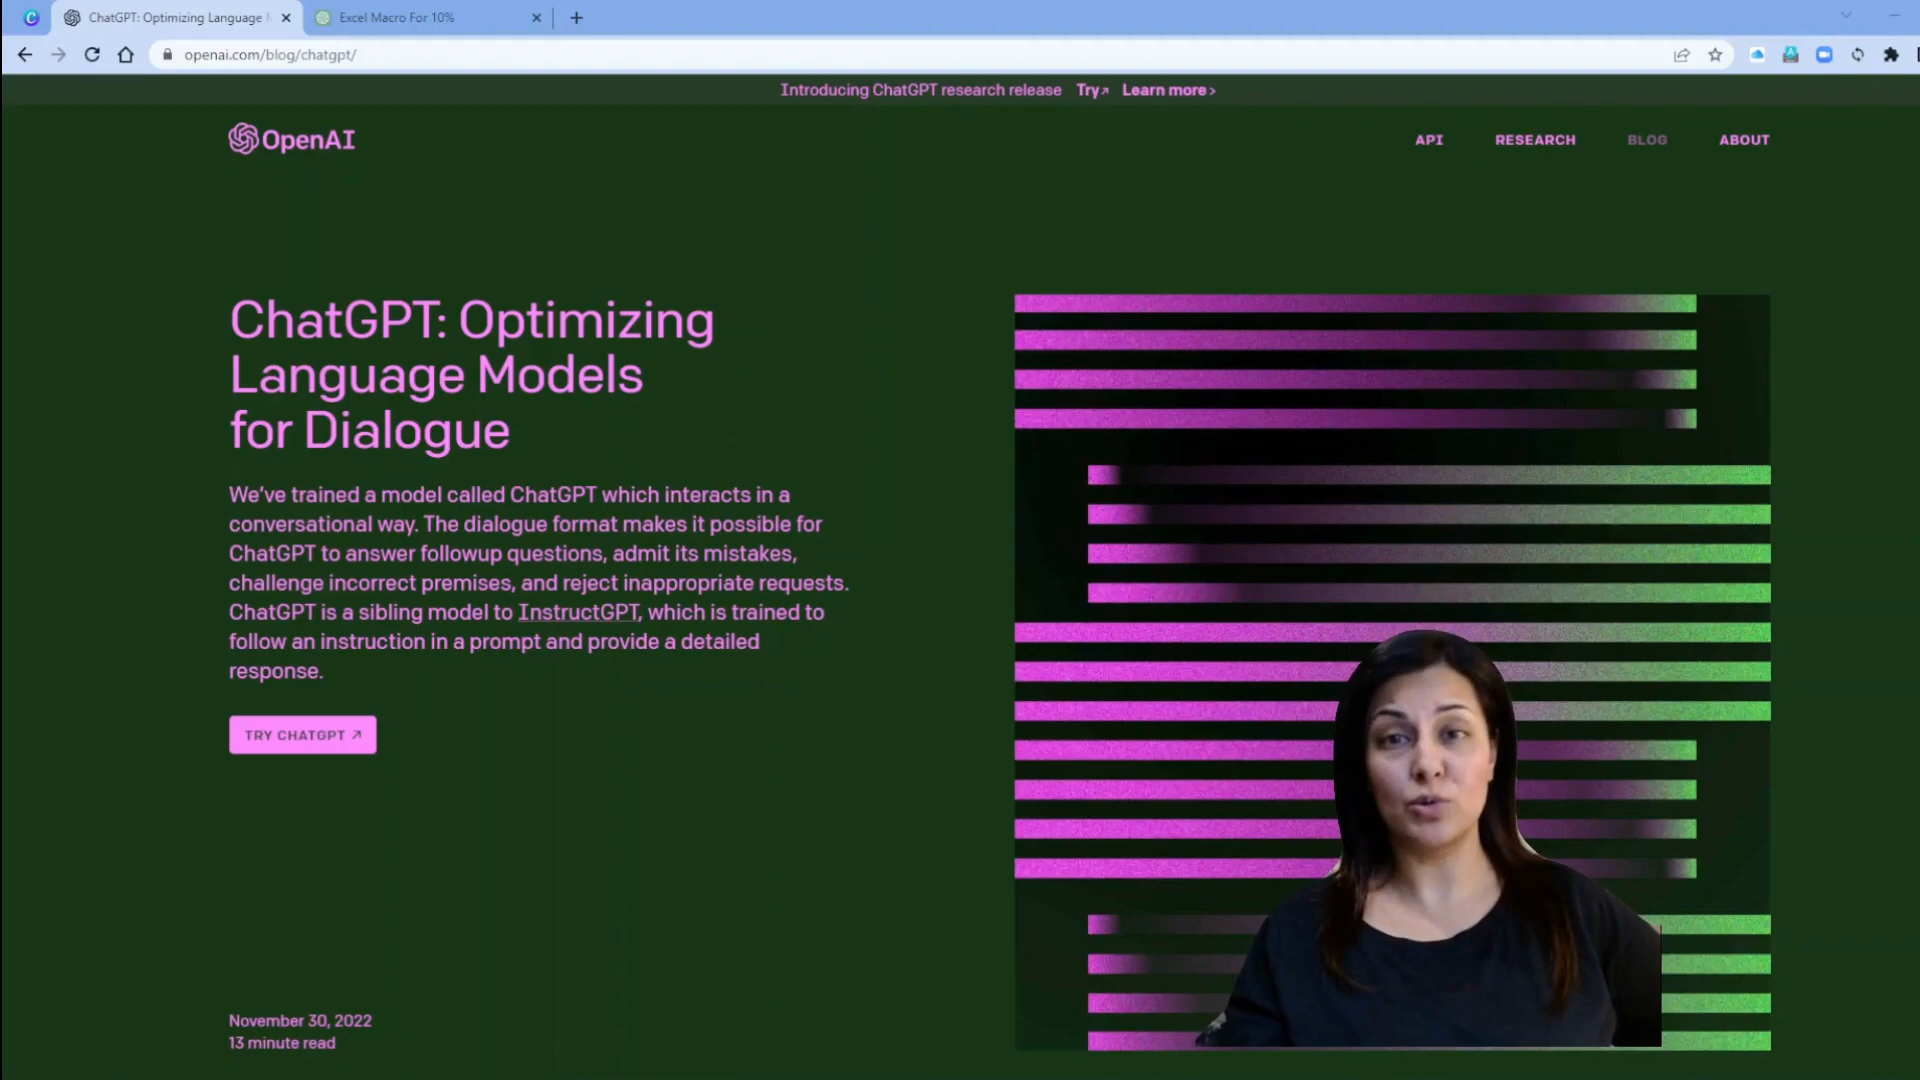 ChatGPT: Optimizing Language M
Excel Macro For 10%
openai.com/blog/chatgpt/
Introducing ChatGPT research release Try↗ Learn more ›
OpenAI
API RESEARCH BLOG ABOUT
ChatGPT: Optimizing
Language Models
for Dialogue
We’ve trained a model called ChatGPT which interacts in a
conversational way. The dialogue format makes it possible for
ChatGPT to answer followup questions, admit its mistakes,
challenge incorrect premises, and reject inappropriate requests.
ChatGPT is a sibling model to InstructGPT, which is trained to
follow an instruction in a prompt and provide a detailed
response.
TRY CHATGPT ↗
November 30, 2022
13 minute read